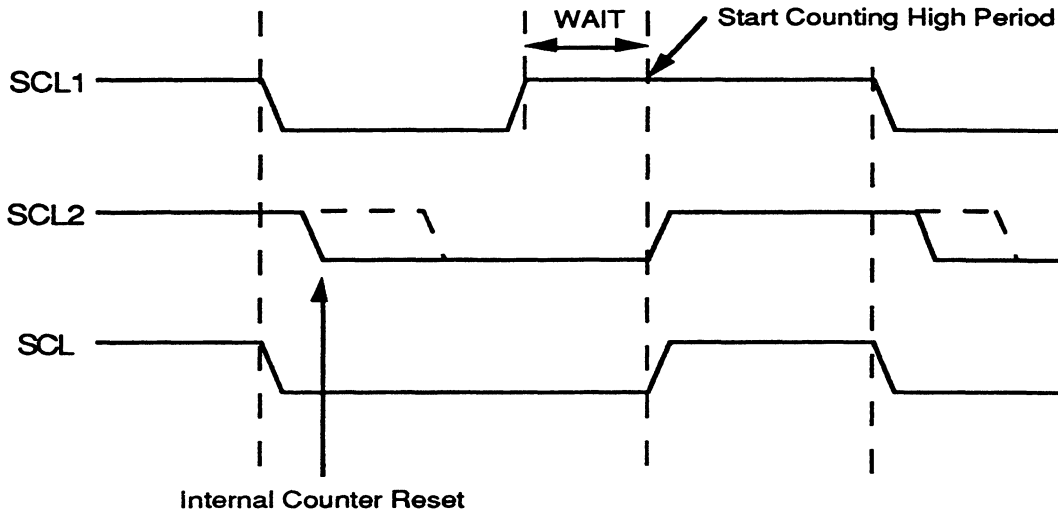 WAIT
Start Counting High Period
SCL1
SCL2
SCL
Internal Counter Reset